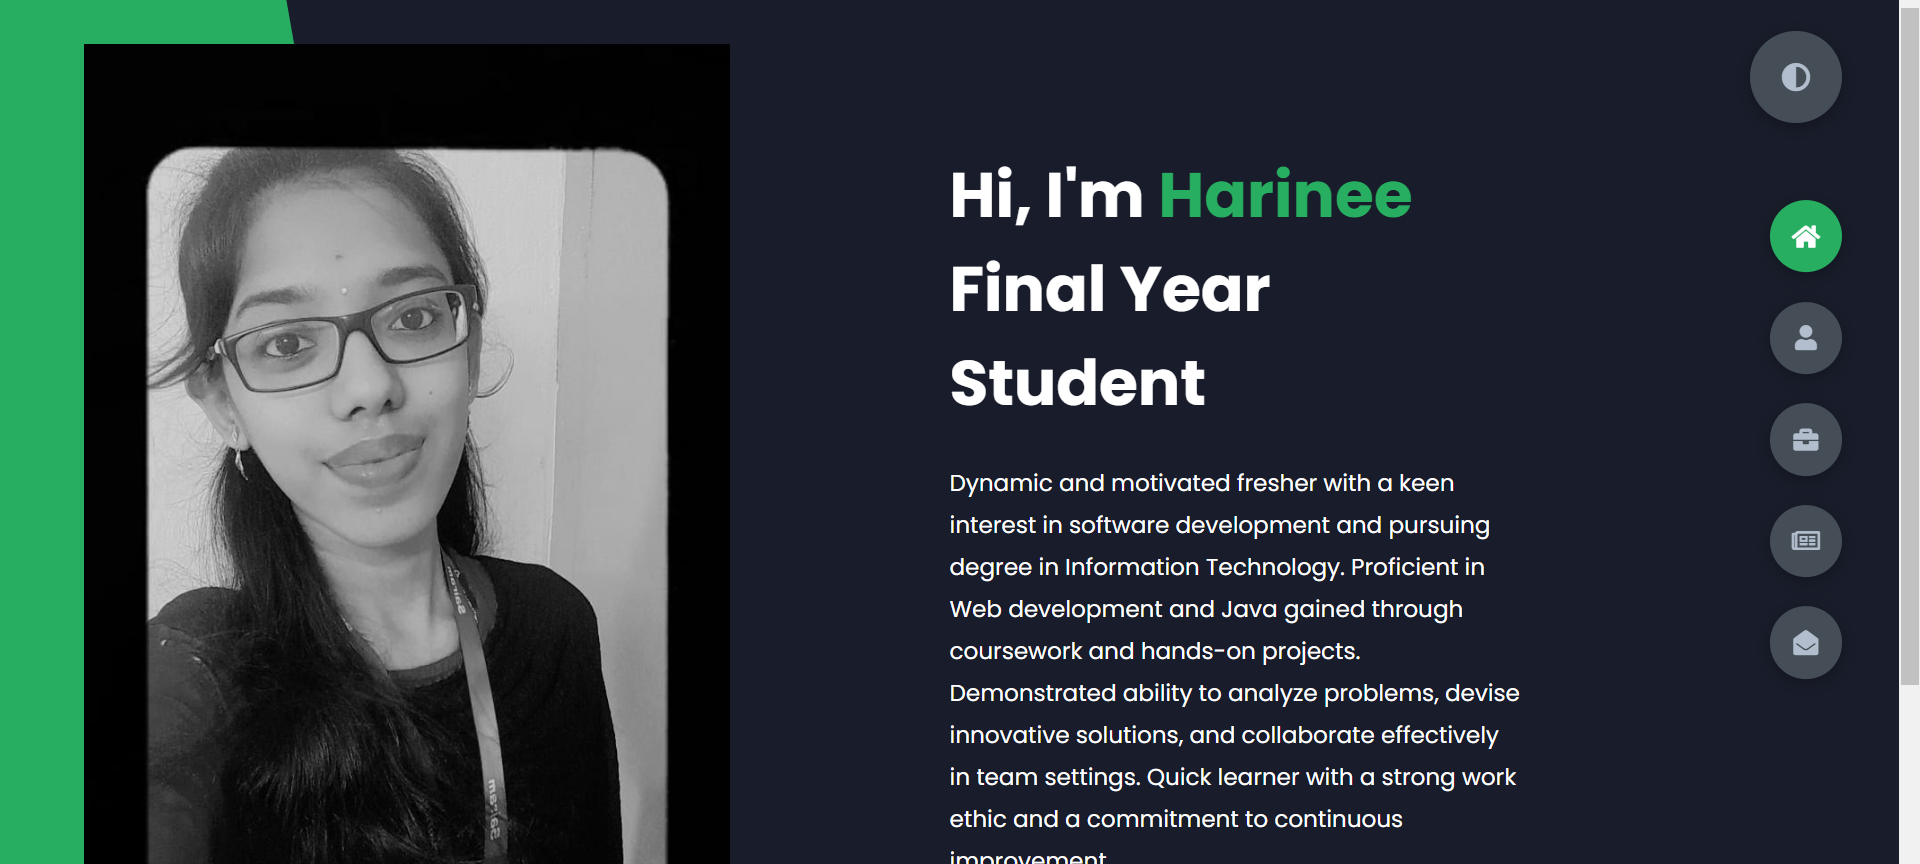 Hi, I'm Harinee
Final Year
Student
Dynamic and motivated fresher with a keen
interest in software development and pursuing
degree in Information Technology. Proficient in
Web development and Java gained through
coursework and hands-on projects.
Demonstrated ability to analyze problems, devise
innovative solutions, and collaborate effectively
in team settings. Quick learner with a strong work
ethic and a commitment to continuous
improvement